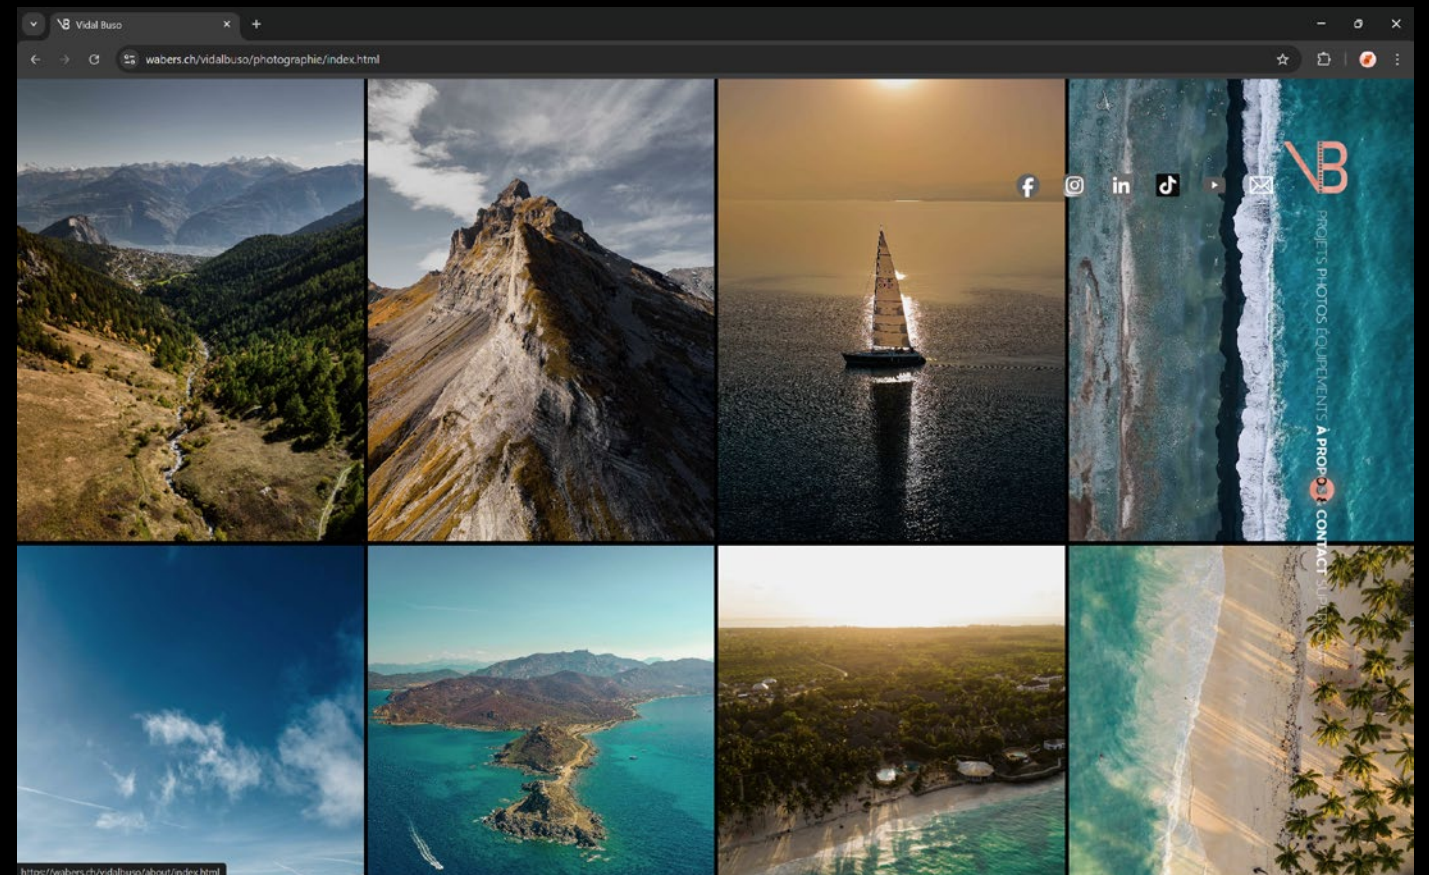 Vidal Buso
wabers.ch/vidalbuso/photographie/index.html
VB
PROJETS PHOTOS ÉQUIPEMENTS À PROPOS & CONTACT
https://wabers.ch/vidalbuso/about/index.html